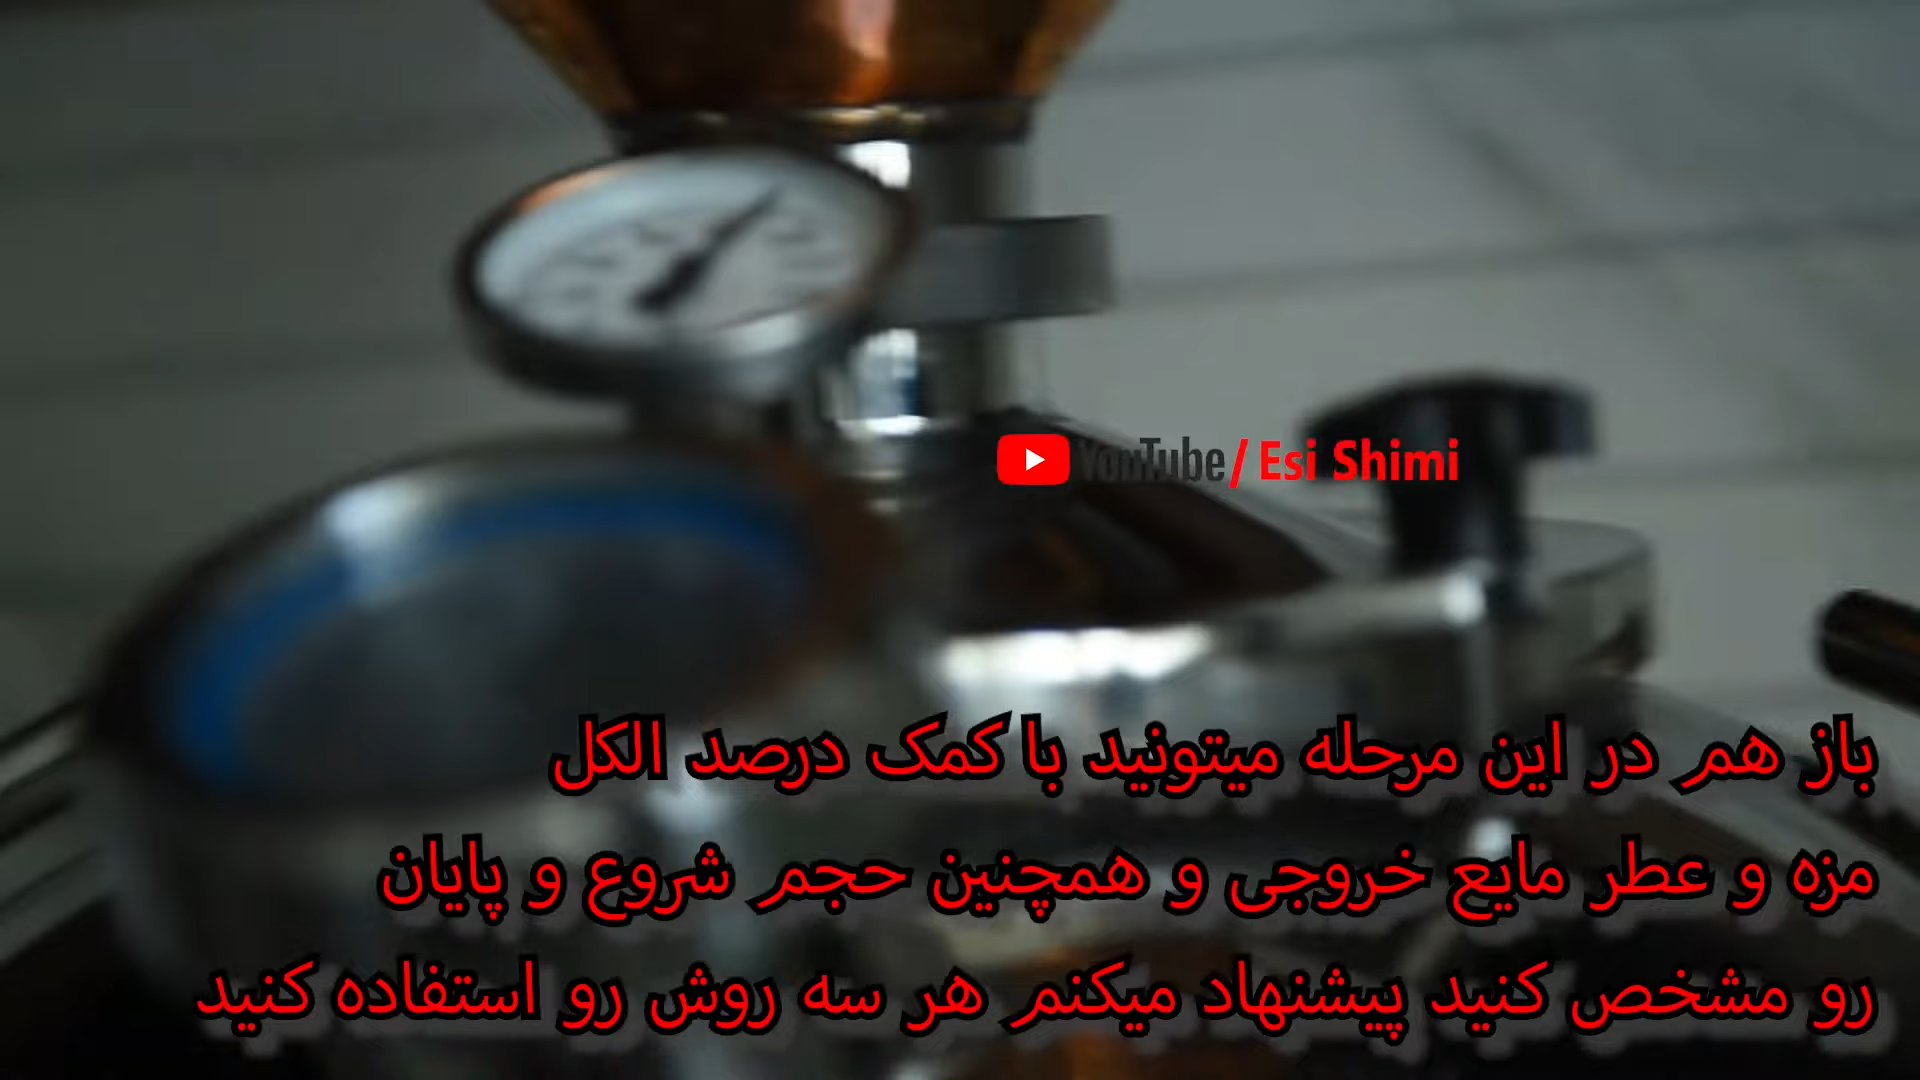 YouTube / Esi Shimi
باز هم در این مرحله میتونید با کمک درصد الکل
مزه و عطر مایع خروجی و همچنین حجم شروع و پایان
رو مشخص کنید پیشنهاد میکنم هر سه روش رو استفاده کنید